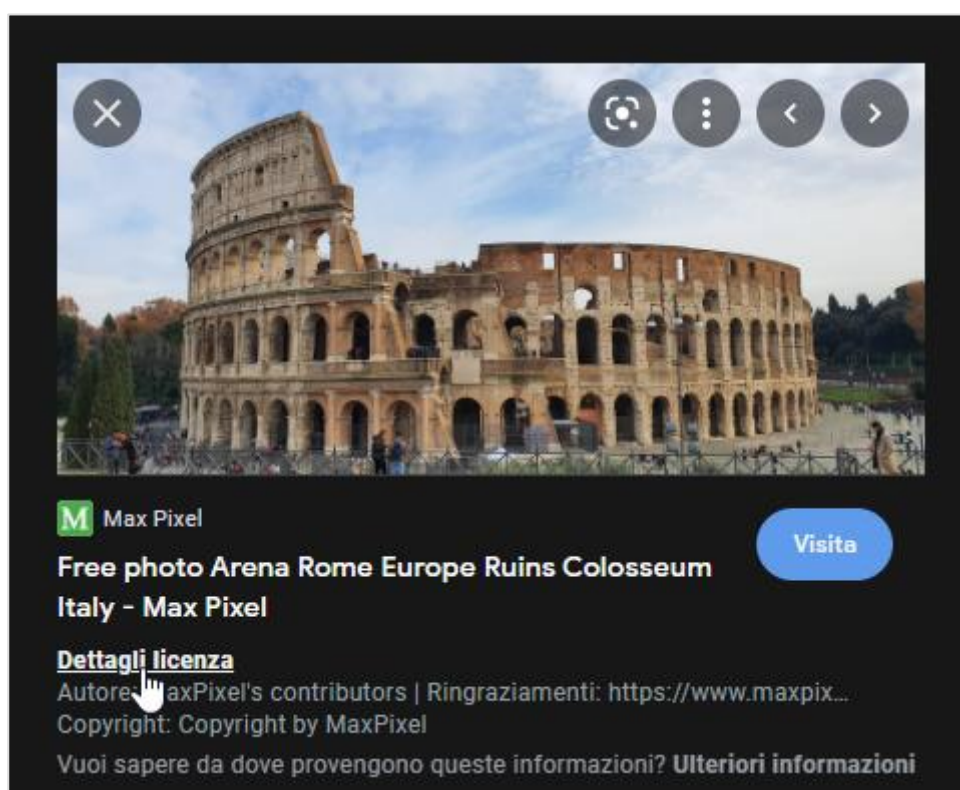 M Max Pixel
Visita
Free photo Arena Rome Europe Ruins Colosseum
Italy - Max Pixel
Dettagli licenza
Autore: MaxPixel's contributors | Ringraziamenti: https://www.maxpix...
Copyright: Copyright by MaxPixel
Vuoi sapere da dove provengono queste informazioni? Ulteriori informazioni